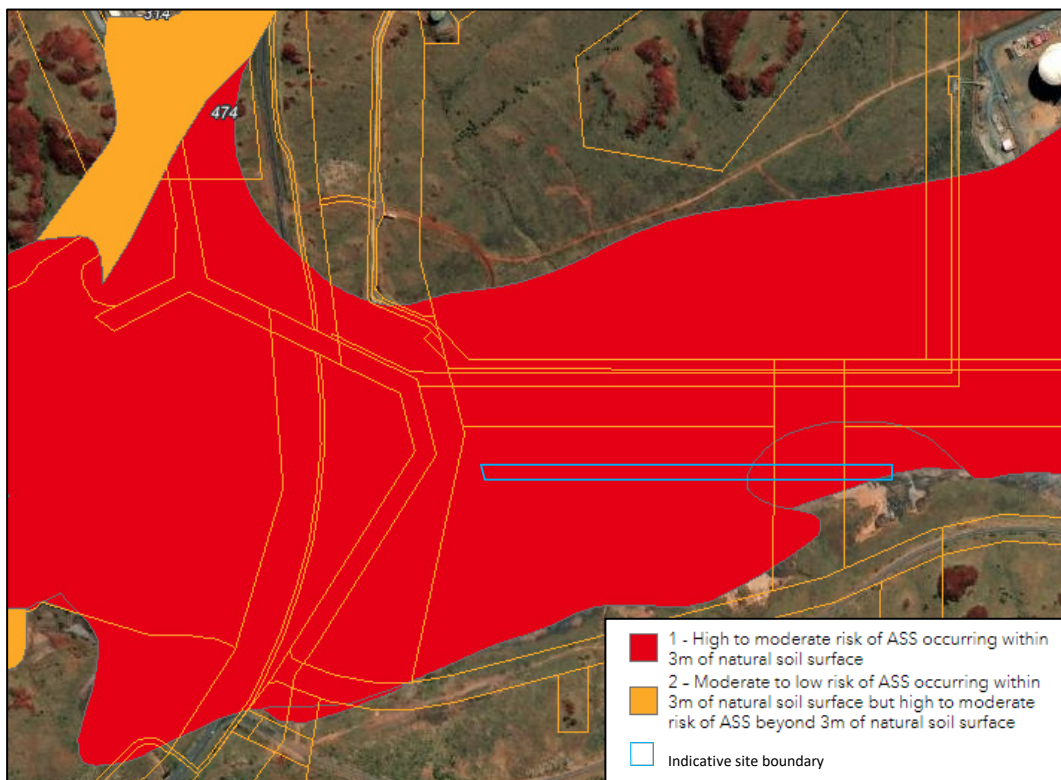 474
1 - High to moderate risk of ASS occurring within
3m of natural soil surface
2 – Moderate to low risk of ASS occurring within
3m of natural soil surface but high to moderate
risk of ASS beyond 3m of natural soil surface
Indicative site boundary